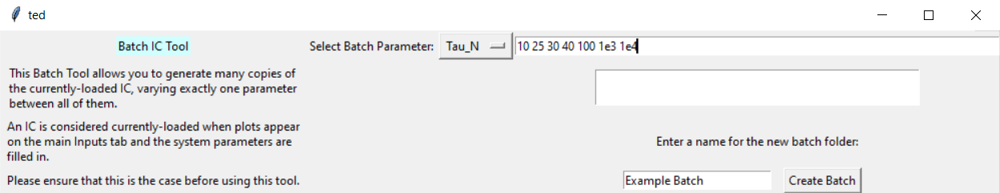 ted
Batch IC Tool
Select Batch Parameter: Tau_N 10 25 30 40 100 1e3 1e4
This Batch Tool allows you to generate many copies of
the currently-loaded IC, varying exactly one parameter
between all of them.
An IC is considered currently-loaded when plots appear
on the main Inputs tab and the system parameters are
filled in.
Please ensure that this is the case before using this tool.
Enter a name for the new batch folder:
Example Batch Create Batch